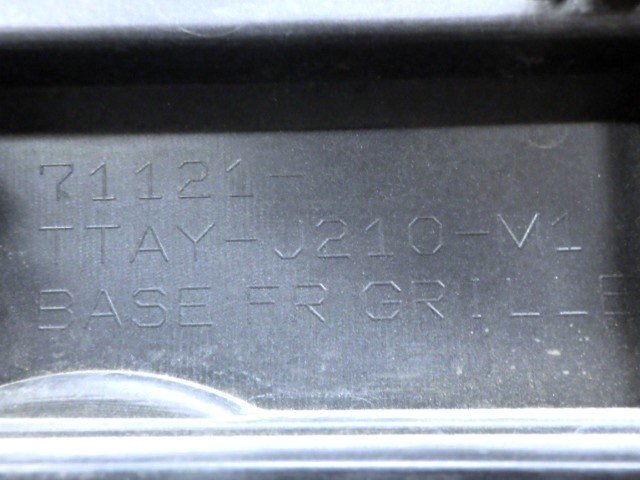 71121-
TTAY-J210-V1
BASE FR GRILLE